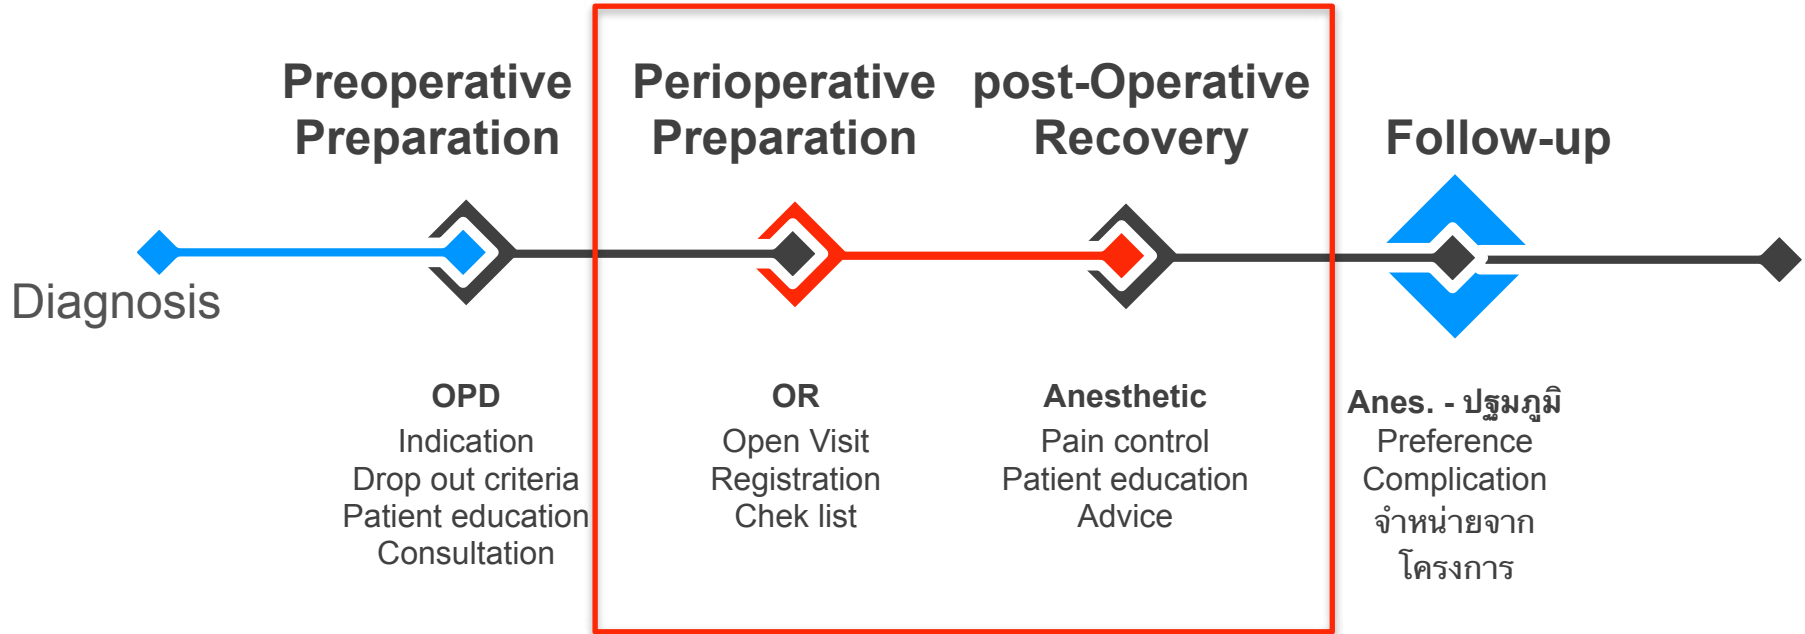 Preoperative
Preparation
Perioperative
Preparation
post-Operative
Recovery
Follow-up
Diagnosis
OPD
Indication
Drop out criteria
Patient education
Consultation
OR
Open Visit
Registration
Chek list
Anesthetic
Pain control
Patient education
Advice
Anes. - ปฐมภูมิ
Preference
Complication
จำหน่ายจาก
โครงการ